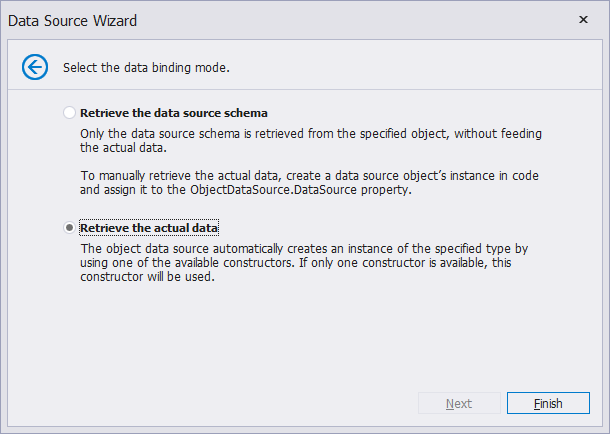 Data Source Wizard
Select the data binding mode.
Retrieve the data source schema
Only the data source schema is retrieved from the specified object, without feeding
the actual data.
To manually retrieve the actual data, create a data source object's instance in code
and assign it to the ObjectDataSource.DataSource property.
Retrieve the actual data
The object data source automatically creates an instance of the specified type by
using one of the available constructors. If only one constructor is available, this
constructor will be used.
Next
Finish